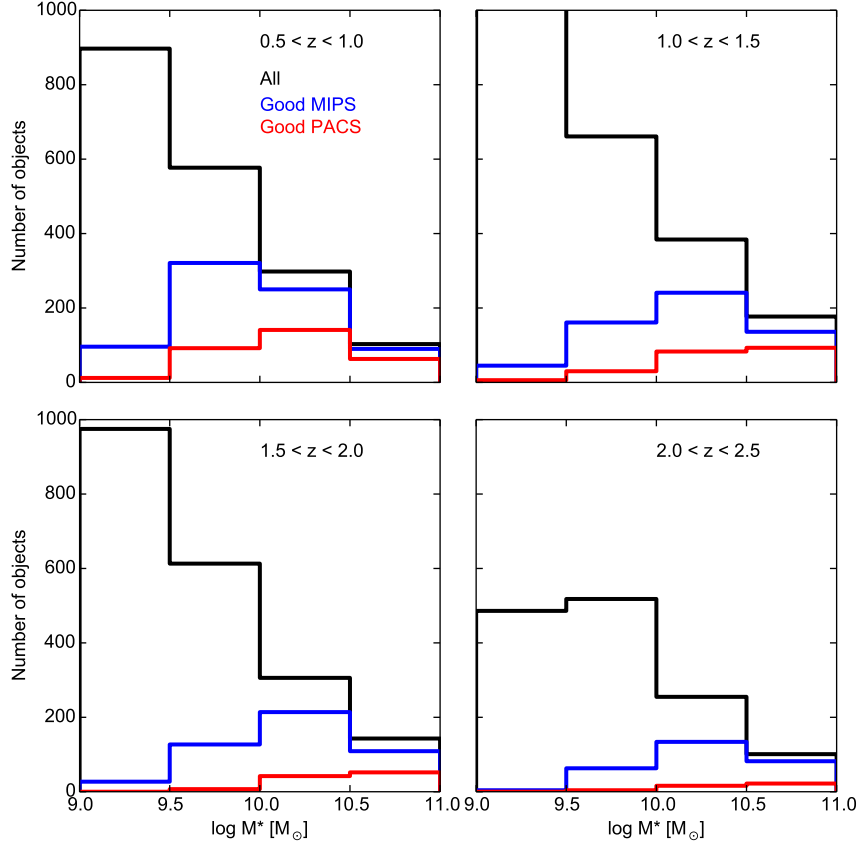 1000
800
600
400
200
0
Number of objects
0.5 < z < 1.0
All
Good MIPS
Good PACS
1.0 < z < 1.5
1000
800
600
400
200
0
Number of objects
1.5 < z < 2.0
9.0 9.5 10.0 10.5 11.0
log M* [M☉]
2.0 < z < 2.5
9.0 9.5 10.0 10.5 11.0
log M* [M☉]